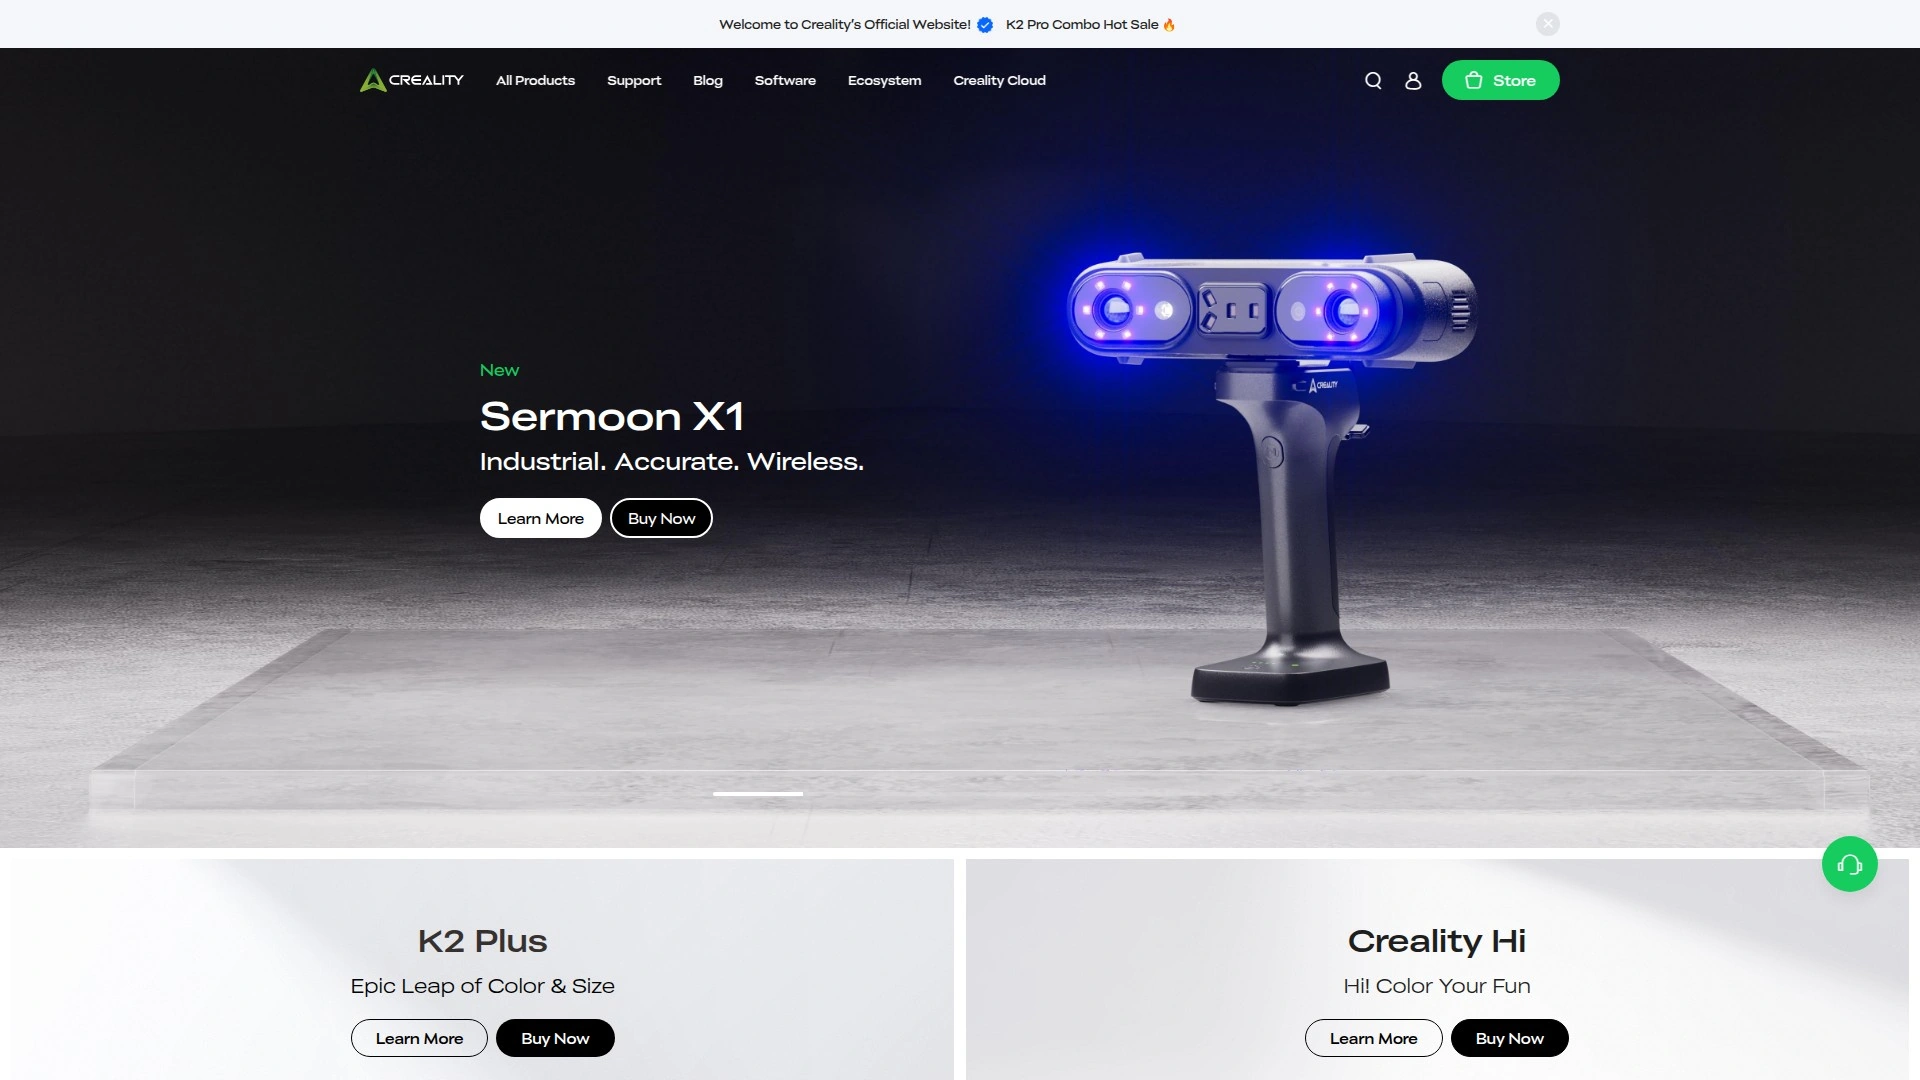 Welcome to Creality's Official Website! K2 Pro Combo Hot Sale 🔥
CREALITY All Products Support Blog Software Ecosystem Creality Cloud Store
CREALITY
New
Sermoon X1
Industrial. Accurate. Wireless.
Learn More Buy Now
K2 Plus
Epic Leap of Color & Size
Learn More Buy Now
Creality Hi
Hi! Color Your Fun
Learn More Buy Now